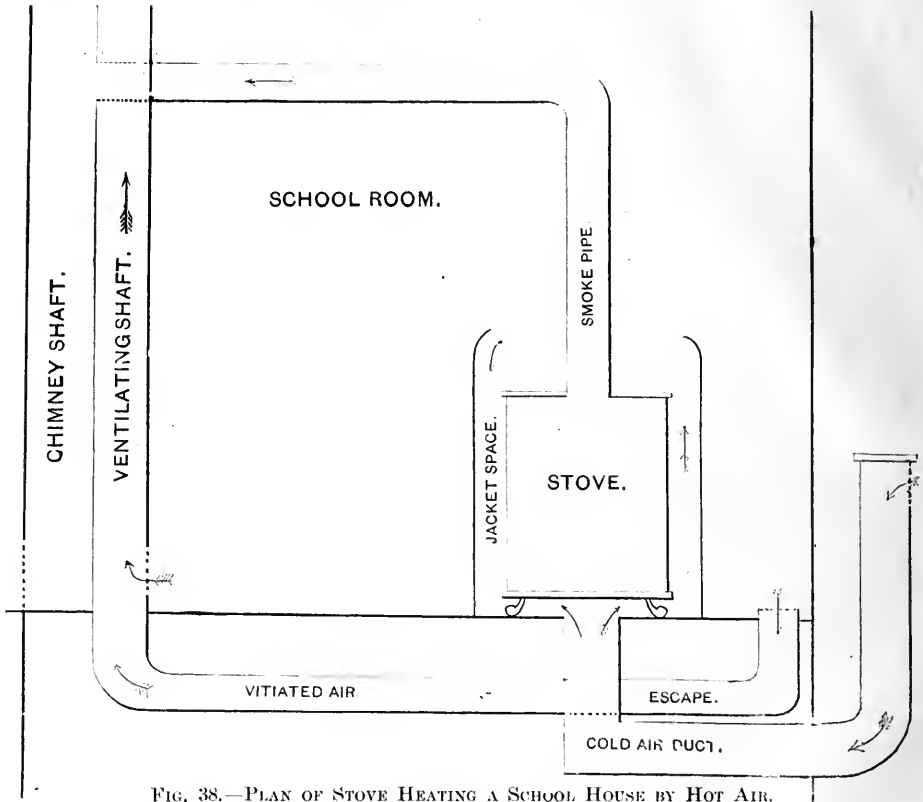 SCHOOL ROOM.
CHIMNEY SHAFT.
VENTILATING SHAFT.
SMOKE PIPE.
JACKET SPACE.
STOVE.
VITIATED AIR
ESCAPE.
COLD AIR DUCT.
FIG. 38.—PLAN OF STOVE HEATING A SCHOOL HOUSE BY HOT AIR.